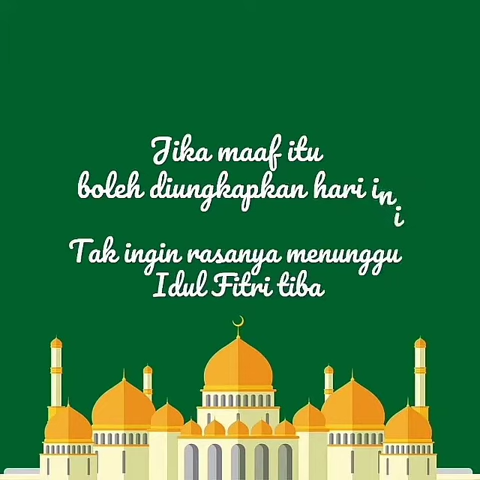 Jika maaf itu
boleh diungkapkan hari ini
Tak ingin rasanya menunggu
Idul Fitri tiba